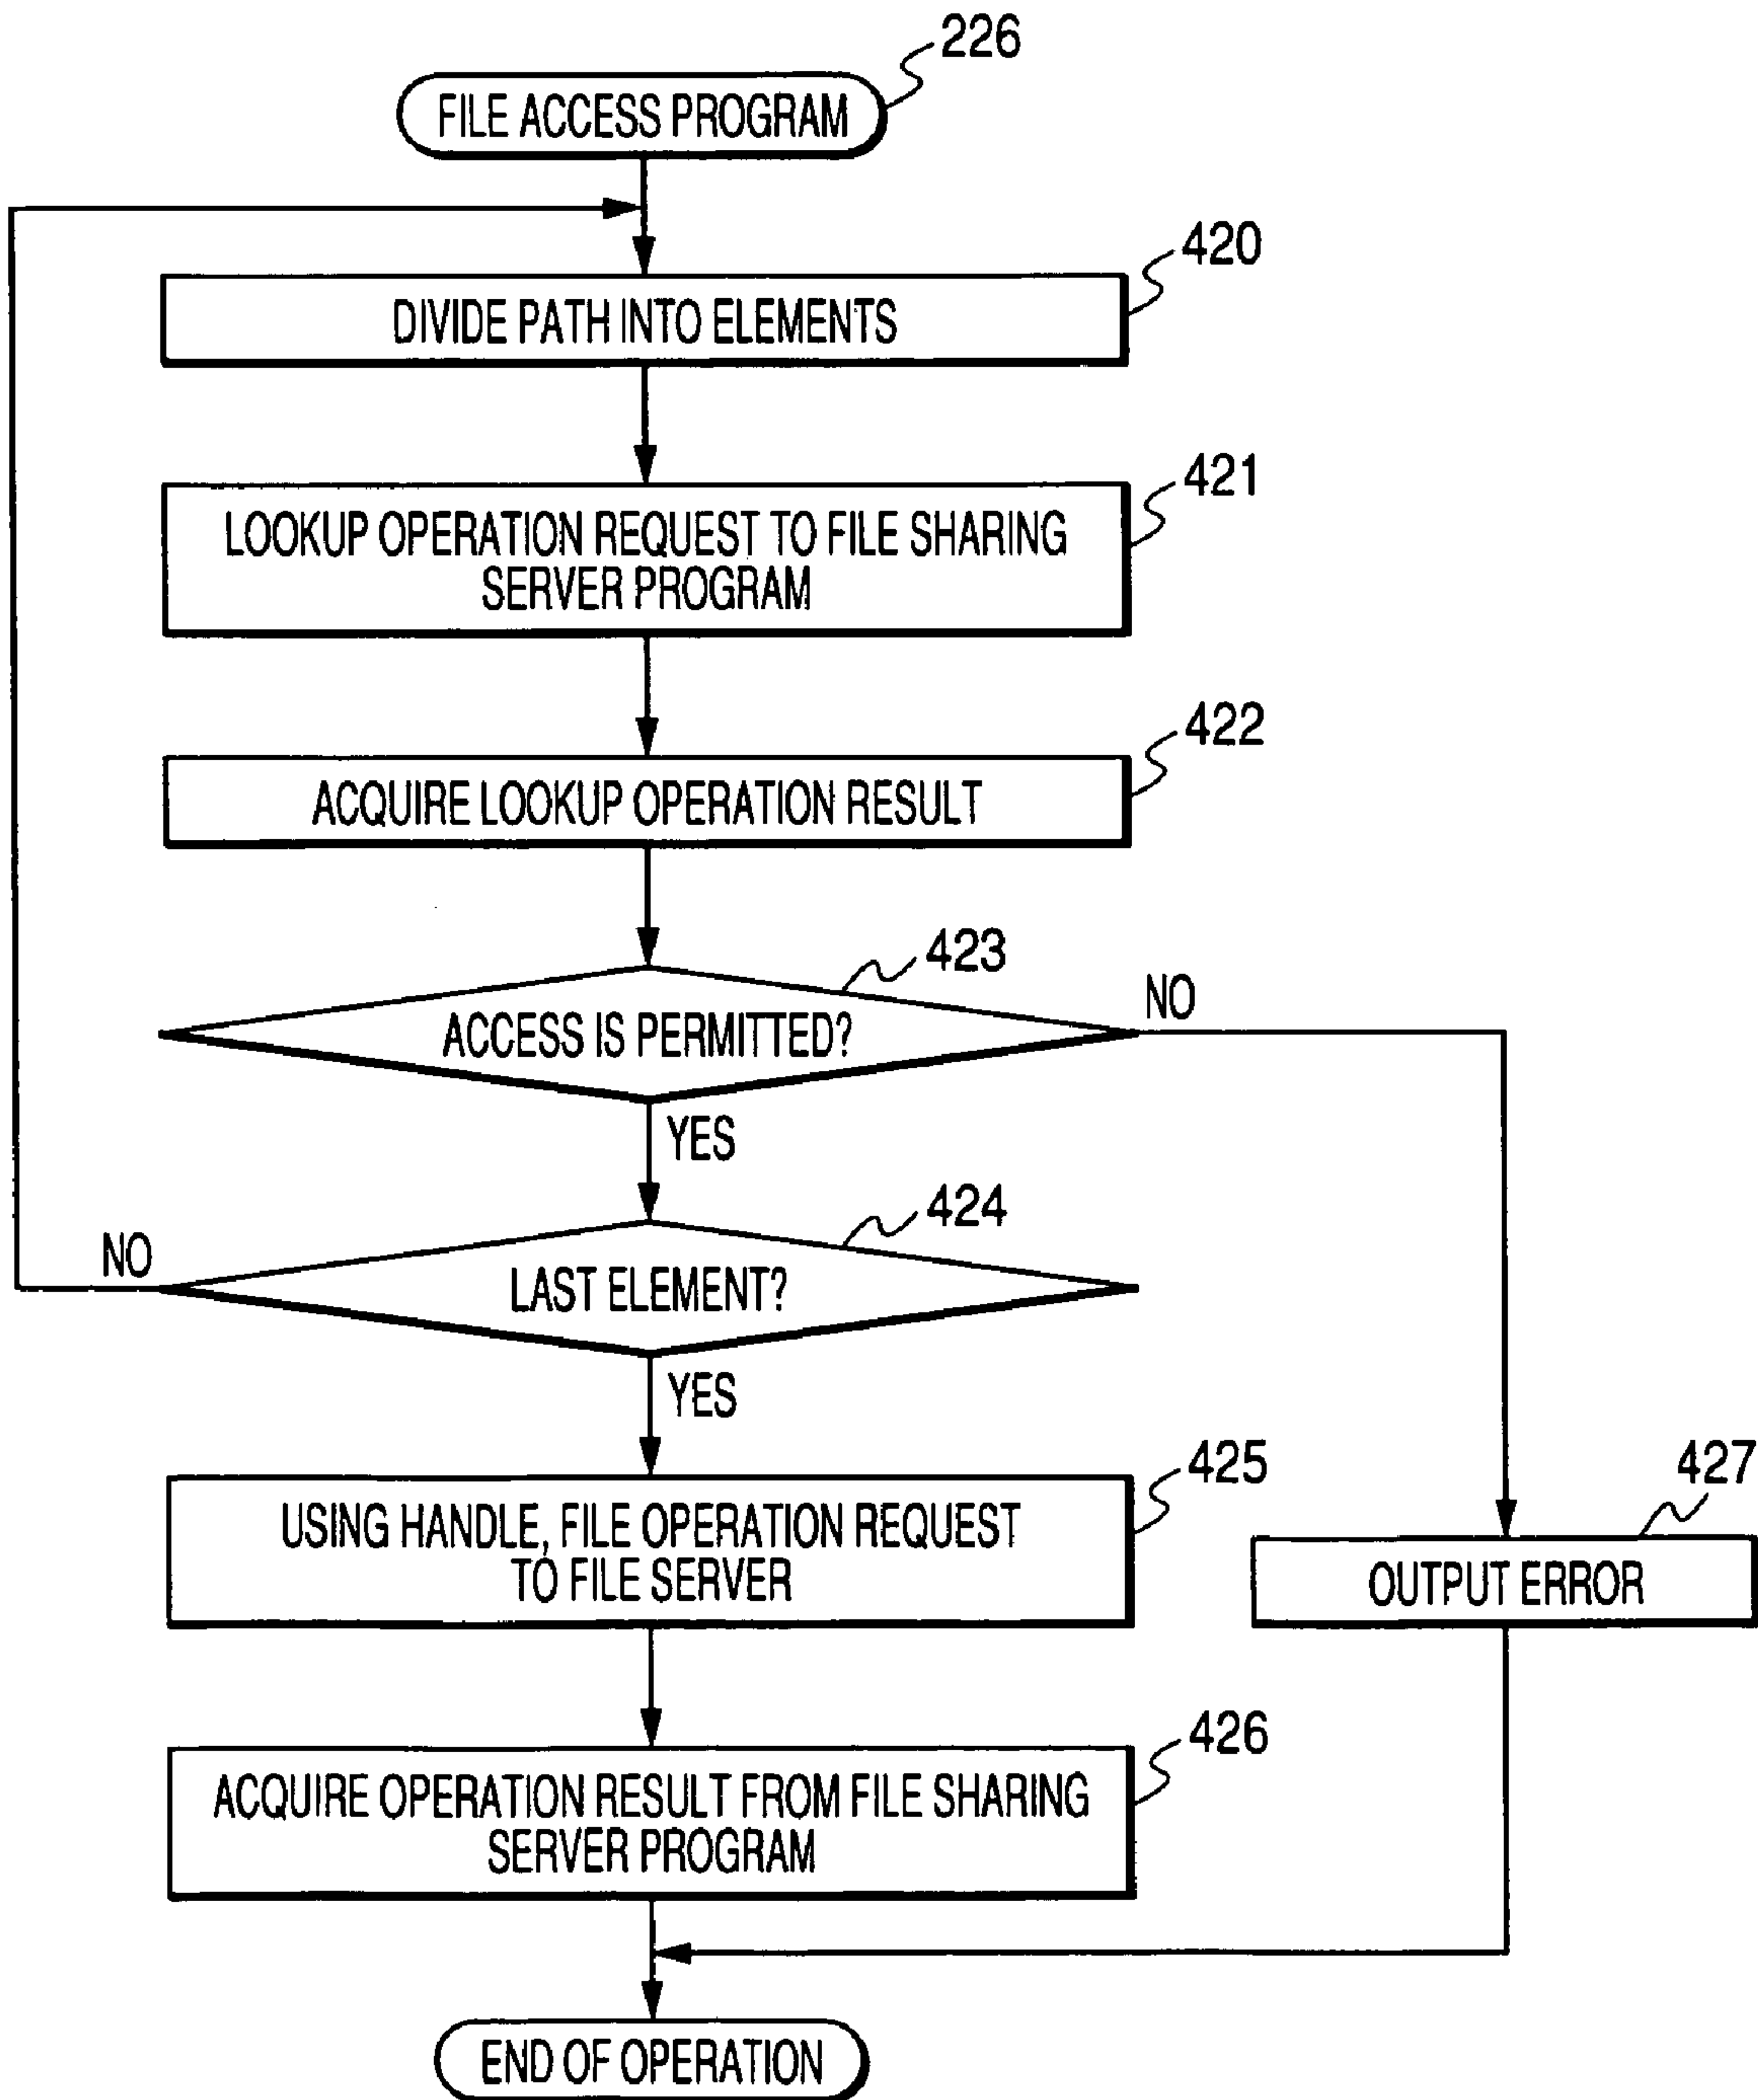 226
FILE ACCESS PROGRAM
420
DIVIDE PATH INTO ELEMENTS
421
LOOKUP OPERATION REQUEST TO FILE SHARING
SERVER PROGRAM
422
ACQUIRE LOOKUP OPERATION RESULT
423
NO
ACCESS IS PERMITTED?
YES
424
NO
LAST ELEMENT?
YES
425
427
USING HANDLE, FILE OPERATION REQUEST
TO FILE SERVER
OUTPUT ERROR
426
ACQUIRE OPERATION RESULT FROM FILE SHARING
SERVER PROGRAM
END OF OPERATION